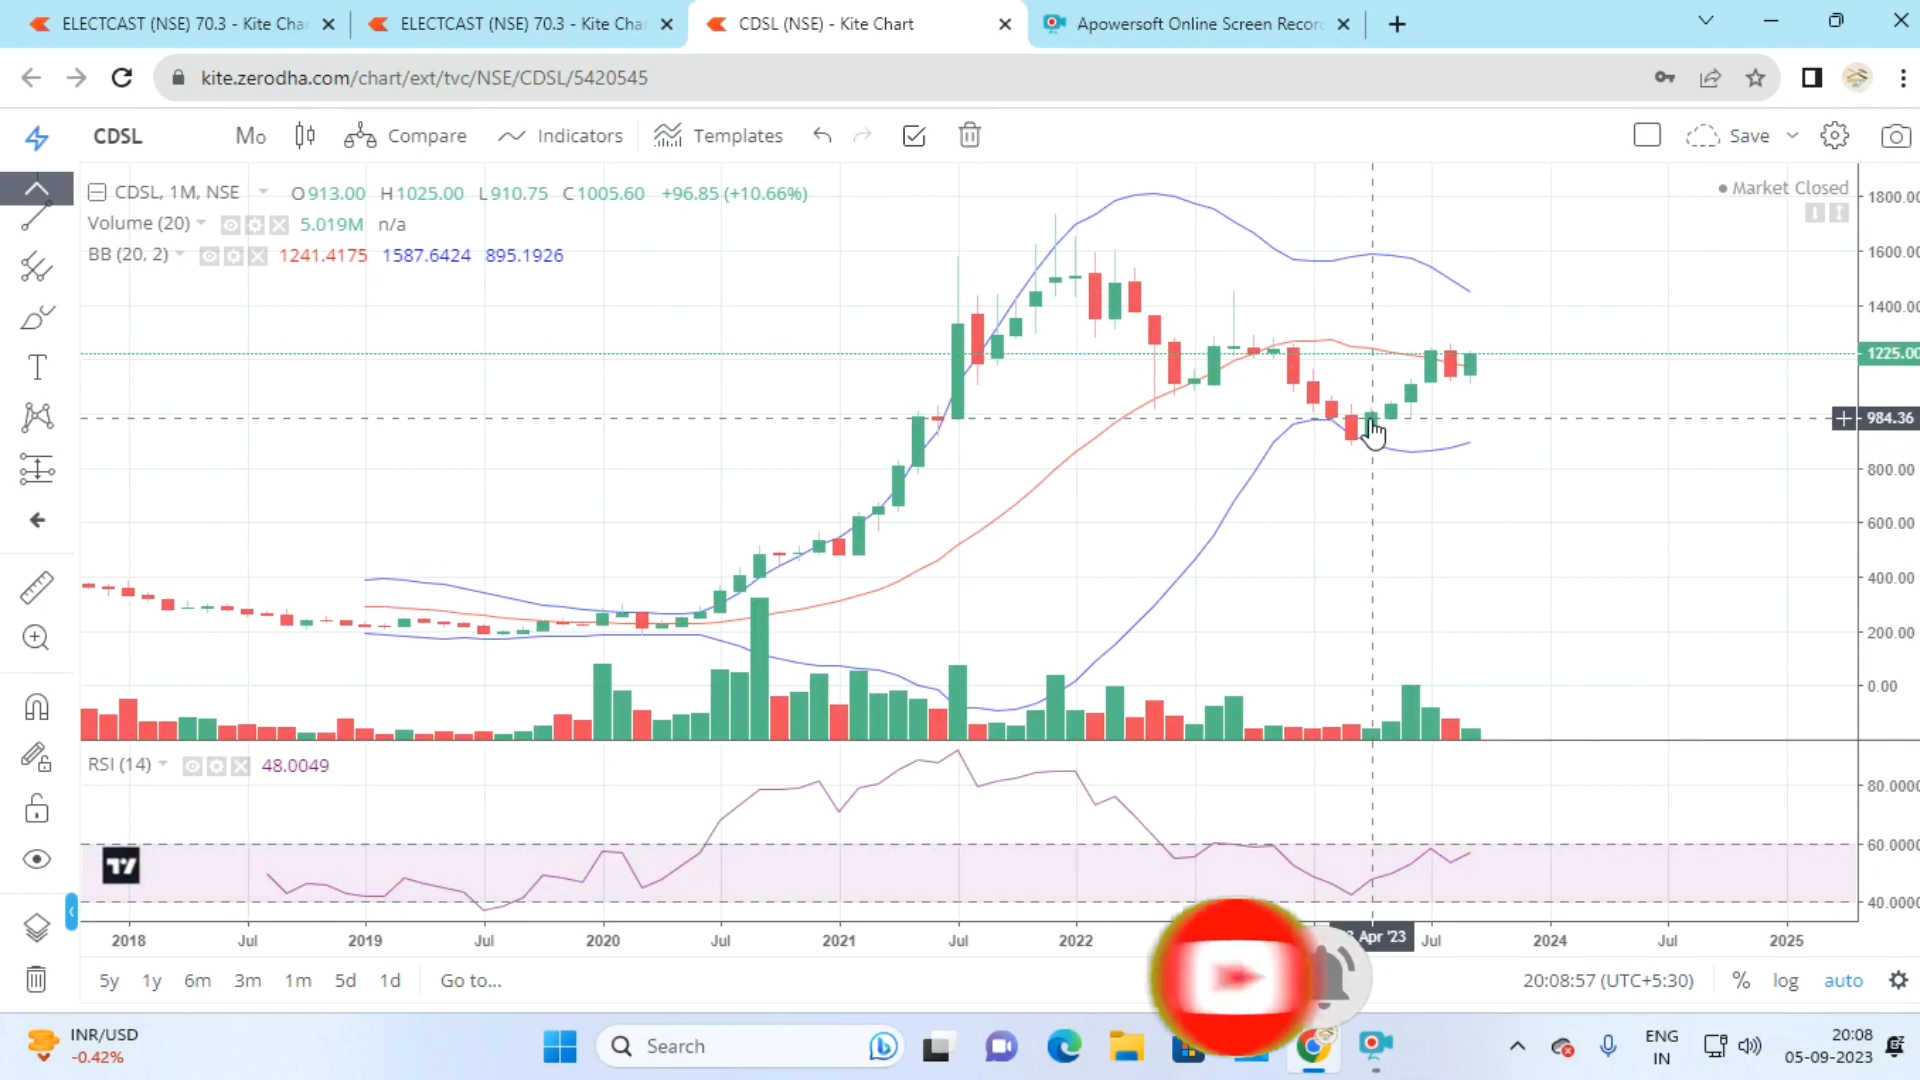 ELECTCAST (NSE) 70.3 - Kite Char
ELECTCAST (NSE) 70.3 - Kite Char
CDSL (NSE) - Kite Chart
Apowersoft Online Screen Recor
kite.zerodha.com/chart/ext/tvc/NSE/CDSL/5420545
CDSL Mo Compare Indicators Templates Save
CDSL, 1M, NSE O913.00 H1025.00 L910.75 C1005.60 +96.85 (+10.66%)
Market Closed
Volume (20) 5.019M n/a
BB (20, 2) 1241.4175 1587.6424 895.1926
1800.00
1600.00
1400.00
1225.00
984.36
800.00
600.00
400.00
200.00
0.00
RSI (14) 48.0049
80.0000
60.0000
40.0000
2018 Jul 2019 Jul 2020 Jul 2021 Jul 2022 Apr '23 Jul 2024 Jul 2025
5y 1y 6m 3m 1m 5d 1d Go to... 20:08:57 (UTC+5:30) % log auto
INR/USD
-0.42%
Search
ENG
IN
20:08
05-09-2023